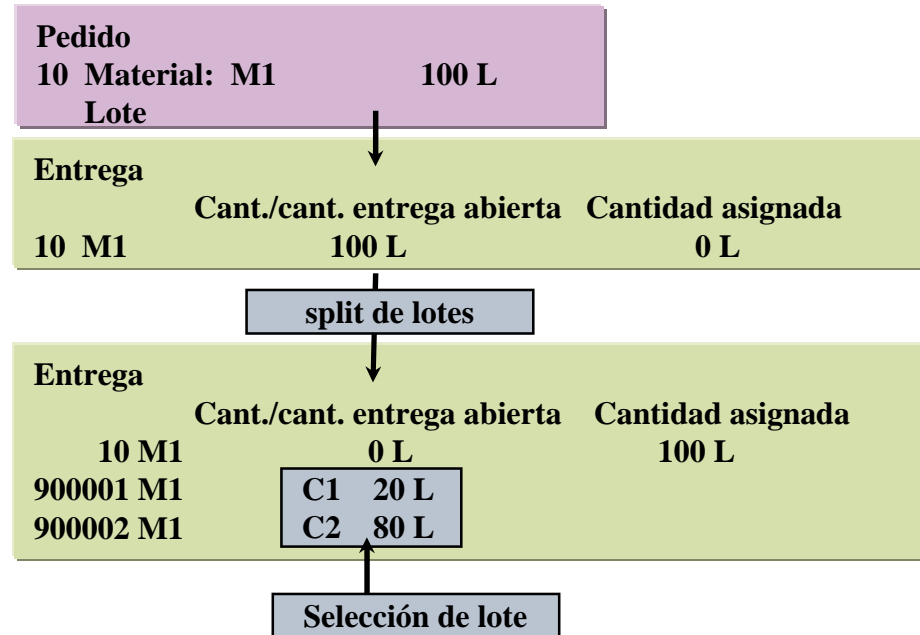 Pedido
10 Material: M1 100 L
Lote
Entrega
Cant./cant. entrega abierta Cantidad asignada
10 M1 100 L 0 L
split de lotes
Entrega
Cant./cant. entrega abierta Cantidad asignada
10 M1 0 L 100 L
900001 M1 C1 20 L
900002 M1 C2 80 L
Selección de lote